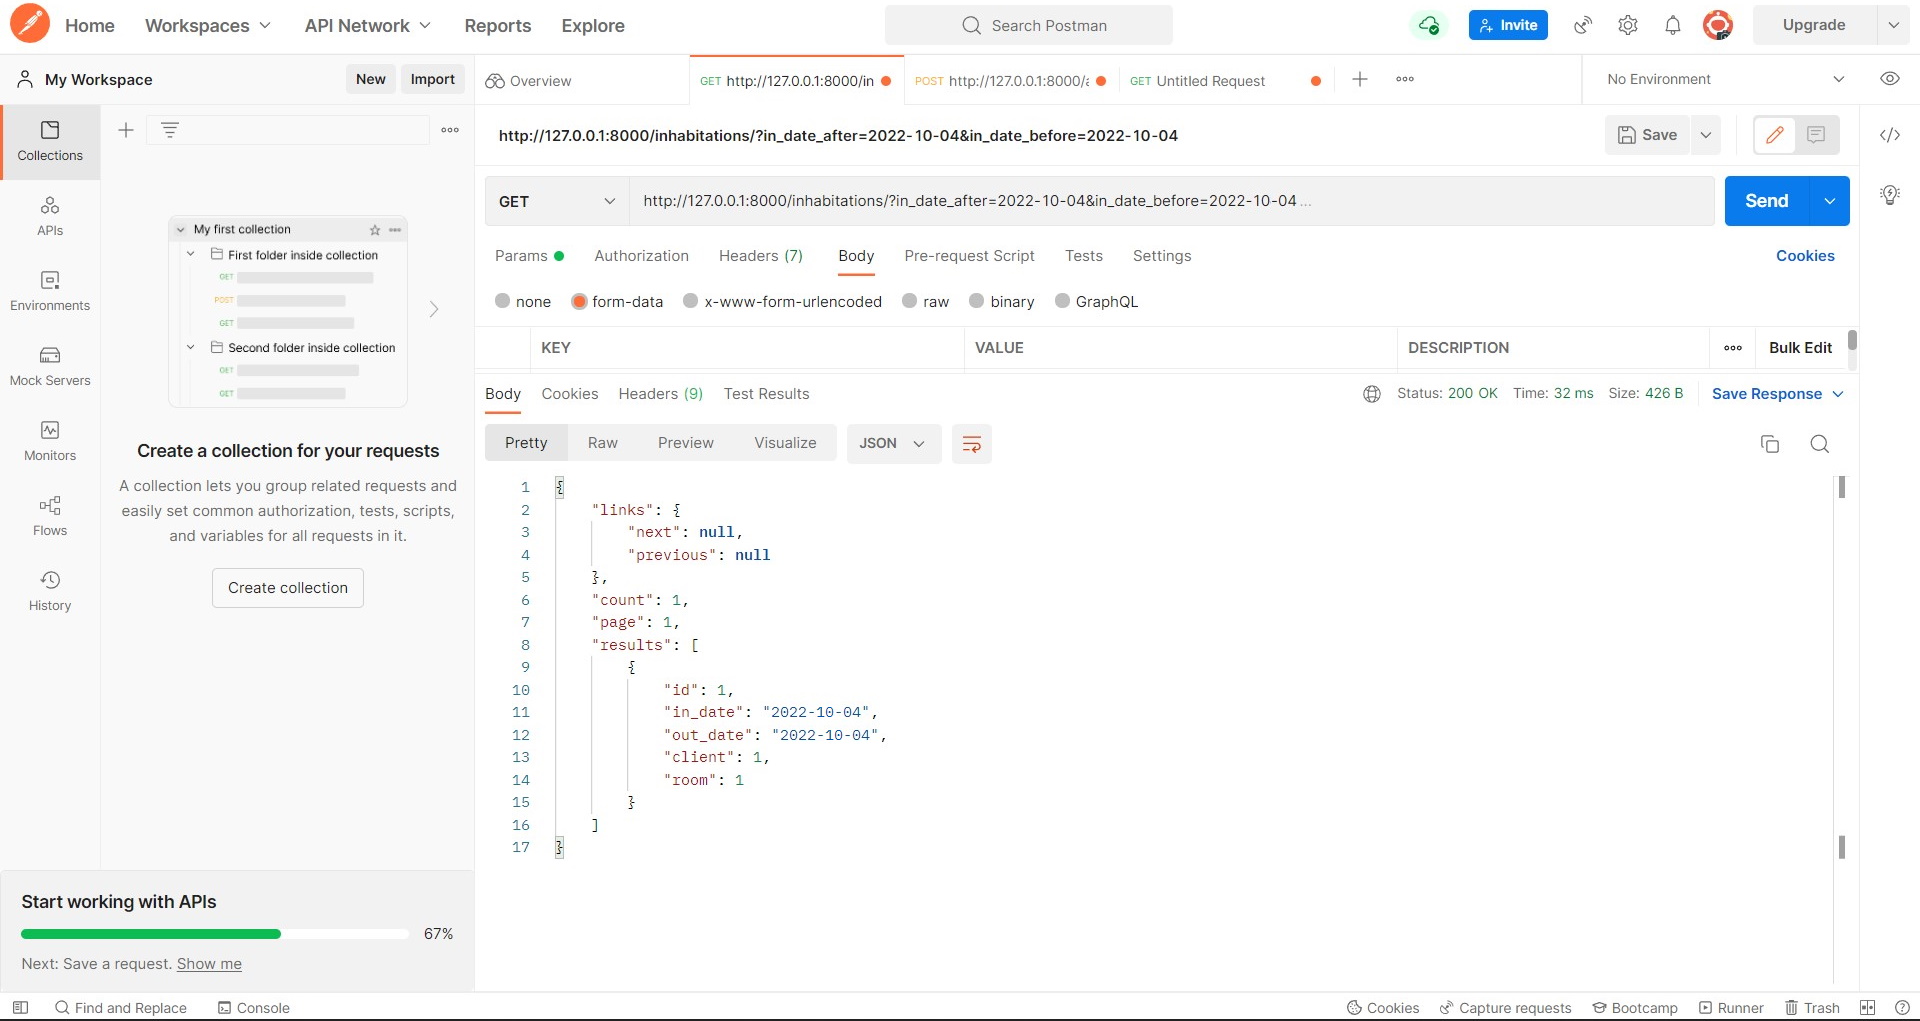 Home Workspaces API Network Reports Explore Search Postman Invite Upgrade
My Workspace New Import Overview GET http://127.0.0.1:8000/in POST http://127.0.0.1:8000/a GET Untitled Request No Environment
http://127.0.0.1:8000/inhabitations/?in_date_after=2022-10-04&in_date_before=2022-10-04 Save
GET http://127.0.0.1:8000/inhabitations/?in_date_after=2022-10-04&in_date_before=2022-10-04 ... Send
Params Authorization Headers (7) Body Pre-request Script Tests Settings Cookies
none form-data x-www-form-urlencoded raw binary GraphQL
KEY VALUE DESCRIPTION Bulk Edit
Body Cookies Headers (9) Test Results Status: 200 OK Time: 32 ms Size: 426 B Save Response
Pretty Raw Preview Visualize JSON
1 {
2 "links": {
3 "next": null,
4 "previous": null
5 },
6 "count": 1,
7 "page": 1,
8 "results": [
9 {
10 "id": 1,
11 "in_date": "2022-10-04",
12 "out_date": "2022-10-04",
13 "client": 1,
14 "room": 1
15 }
16 ]
17 }
Collections
APIs
Environments
Mock Servers
Monitors
Flows
History
My first collection
First folder inside collection
GET
POST
GET
Second folder inside collection
GET
GET
Create a collection for your requests
A collection lets you group related requests and
easily set common authorization, tests, scripts,
and variables for all requests in it.
Create collection
Start working with APIs
67%
Next: Save a request. Show me
Find and Replace Console Cookies Capture requests Bootcamp Runner Trash